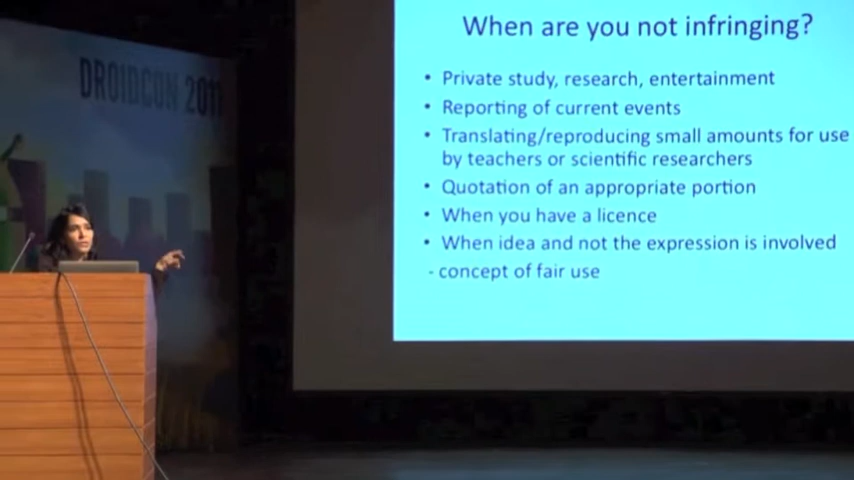 DROIDCON 2011
When are you not infringing?
• Private study, research, entertainment
• Reporting of current events
• Translating/reproducing small amounts for use
by teachers or scientific researchers
• Quotation of an appropriate portion
• When you have a licence
• When idea and not the expression is involved
- concept of fair use